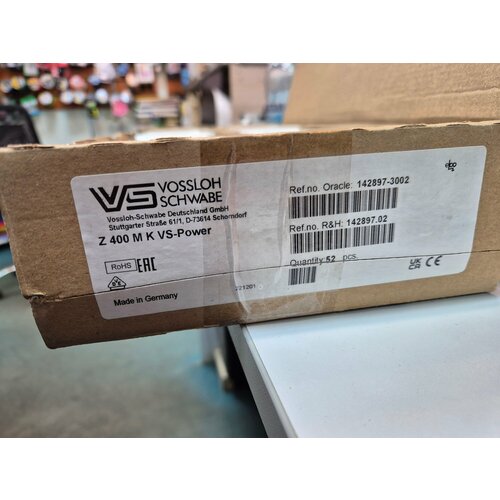 VS VOSSLOH
SCHWABE
Vossloh-Schwabe Deutschland GmbH
Stuttgarter Straße 61/1, D-73614 Schorndorf
Z 400 M K VS-Power
RoHS EAC
Made in Germany
Ref.no. Oracle: 142897-3002
Ref.no. R&H: 142897.02
Quantity: 52 pcs.
221201
UK
CA CE